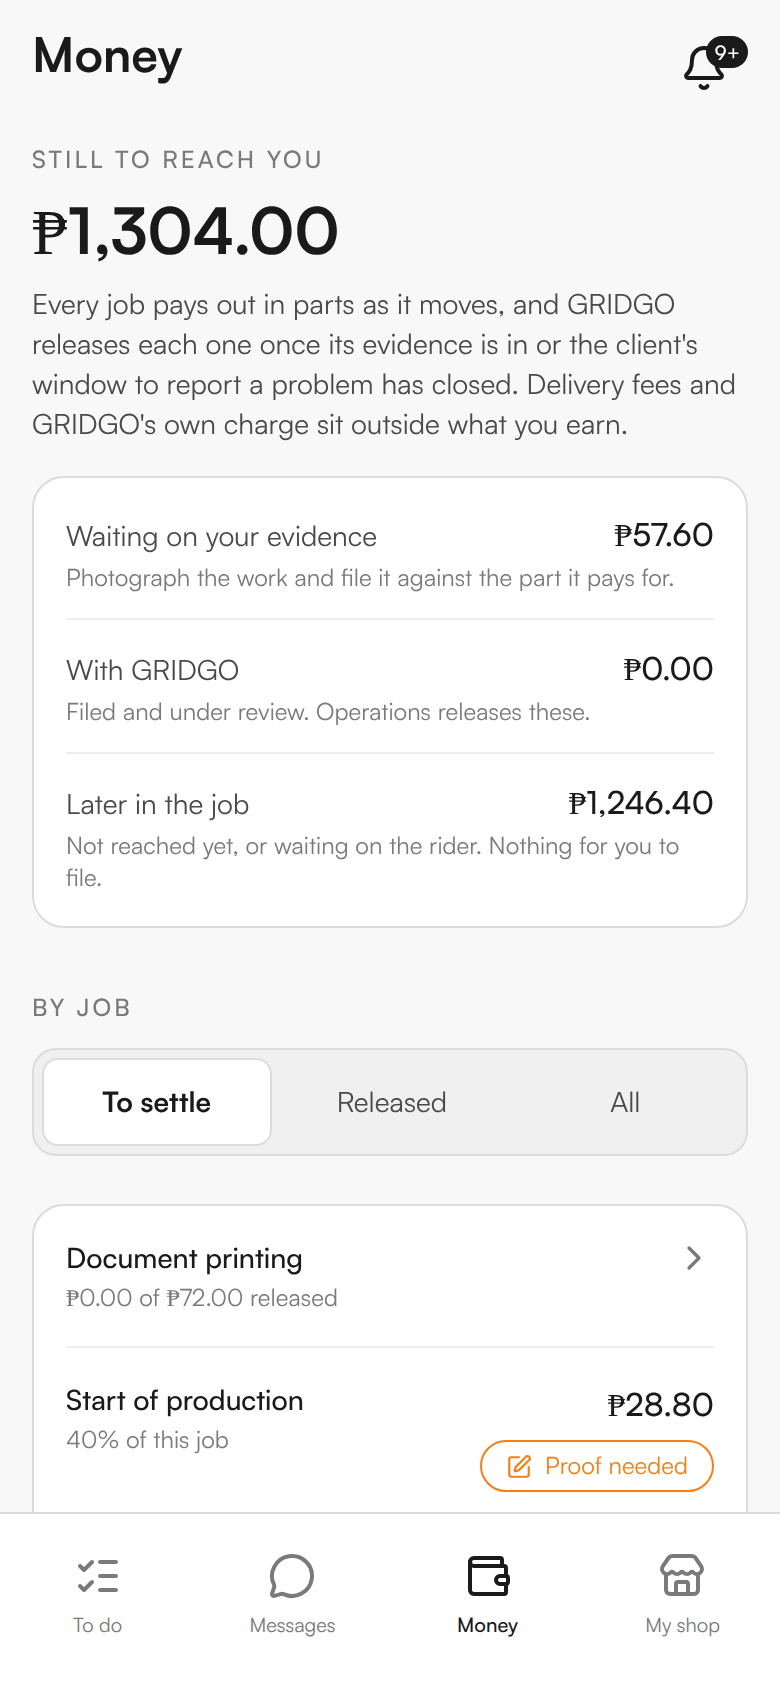 Money
9+
STILL TO REACH YOU
₱1,304.00
Every job pays out in parts as it moves, and GRIDGO
releases each one once its evidence is in or the client's
window to report a problem has closed. Delivery fees and
GRIDGO's own charge sit outside what you earn.
Waiting on your evidence ₱57.60
Photograph the work and file it against the part it pays for.
With GRIDGO ₱0.00
Filed and under review. Operations releases these.
Later in the job ₱1,246.40
Not reached yet, or waiting on the rider. Nothing for you to
file.
BY JOB
To settle Released All
Document printing
₱0.00 of ₱72.00 released
Start of production ₱28.80
40% of this job
Proof needed
To do Messages Money My shop